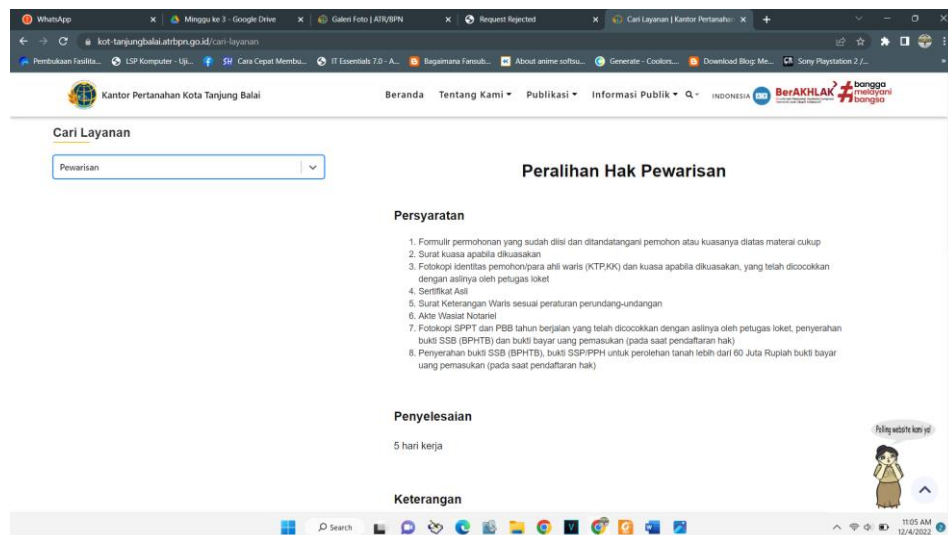 WhatsApp
Minggu ke 3 - Google Drive
Galeri Foto | ATR/BPN
Request Rejected
Cari Layanan | Kantor Pertanahan
kot-tanjungbalai.atrbpn.go.id/cari-layanan
Pembukaan Fasilita...
LSP Komputer - Uji...
Cara Cepat Membu...
IT Essentials 7.0 - A...
Bagaimana Fansub...
About anime softsu...
Generate - Coolors....
Download Blog: Me...
Sony Playstation 2 /...
Kantor Pertanahan Kota Tanjung Balai
Beranda Tentang Kami Publikasi Informasi Publik INDONESIA
BerAKHLAK
# bangga melayani bangsa
Cari Layanan
Pewarisan
Peralihan Hak Pewarisan
Persyaratan
1. Formulir permohonan yang sudah diisi dan ditandatangani pemohon atau kuasanya diatas materai cukup
2. Surat kuasa apabila dikuasakan
3. Fotokopi identitas pemohon/para ahli waris (KTP,KK) dan kuasa apabila dikuasakan, yang telah dicocokkan
dengan aslinya oleh petugas loket
4. Sertifikat Asli
5. Surat Keterangan Waris sesuai peraturan perundang-undangan
6. Akte Wasiat Notariel
7. Fotokopi SPPT dan PBB tahun berjalan yang telah dicocokkan dengan aslinya oleh petugas loket, penyerahan
bukti SSB (BPHTB) dan bukti bayar uang pemasukan (pada saat pendaftaran hak)
8. Penyerahan bukti SSB (BPHTB), bukti SSP/PPH untuk perolehan tanah lebih dari 60 Juta Rupiah bukti bayar
uang pemasukan (pada saat pendaftaran hak)
Penyelesaian
5 hari kerja
Polling website kami ya!
Keterangan
Search
11:05 AM
12/4/2022